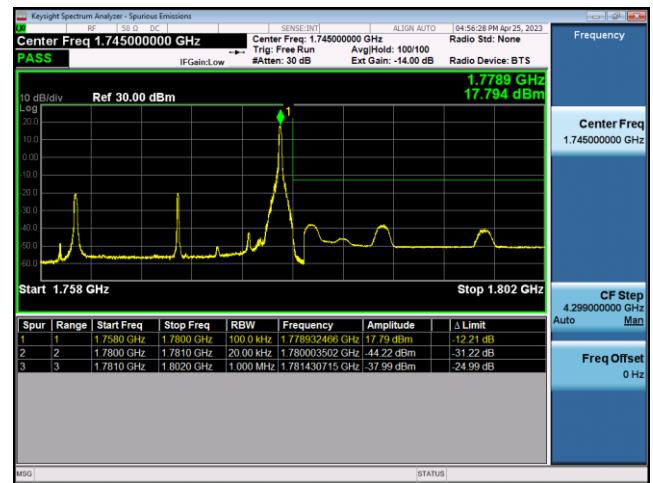 Keysight Spectrum Analyzer - Spurious Emissions
RF 50 Ω DC SENSE:INT ALIGN AUTO 04:56:28 PM Apr 25, 2023
Center Freq 1.745000000 GHz
PASS
IFGain:Low
Center Freq: 1.745000000 GHz
Trig: Free Run Avg|Hold: 100/100
#Atten: 30 dB Ext Gain: -14.00 dB
Radio Std: None
Radio Device: BTS
Frequency
1.7789 GHz
17.794 dBm
10 dB/div Ref 30.00 dBm
Log
1
20.0
10.0
0.00
-10.0
-20.0
-30.0
-40.0
-50.0
-60.0
Start 1.758 GHz Stop 1.802 GHz
Center Freq
1.745000000 GHz
CF Step
4.299000000 GHz
Auto Man
Freq Offset
0 Hz
Spur Range Start Freq Stop Freq RBW Frequency Amplitude Δ Limit
1 1 1.7580 GHz 1.7800 GHz 100.0 kHz 1.778932466 GHz 17.79 dBm -12.21 dB
2 2 1.7800 GHz 1.7810 GHz 20.00 kHz 1.780003502 GHz -44.22 dBm -31.22 dB
3 3 1.7810 GHz 1.8020 GHz 1.000 MHz 1.781430715 GHz -37.99 dBm -24.99 dB
MSG STATUS